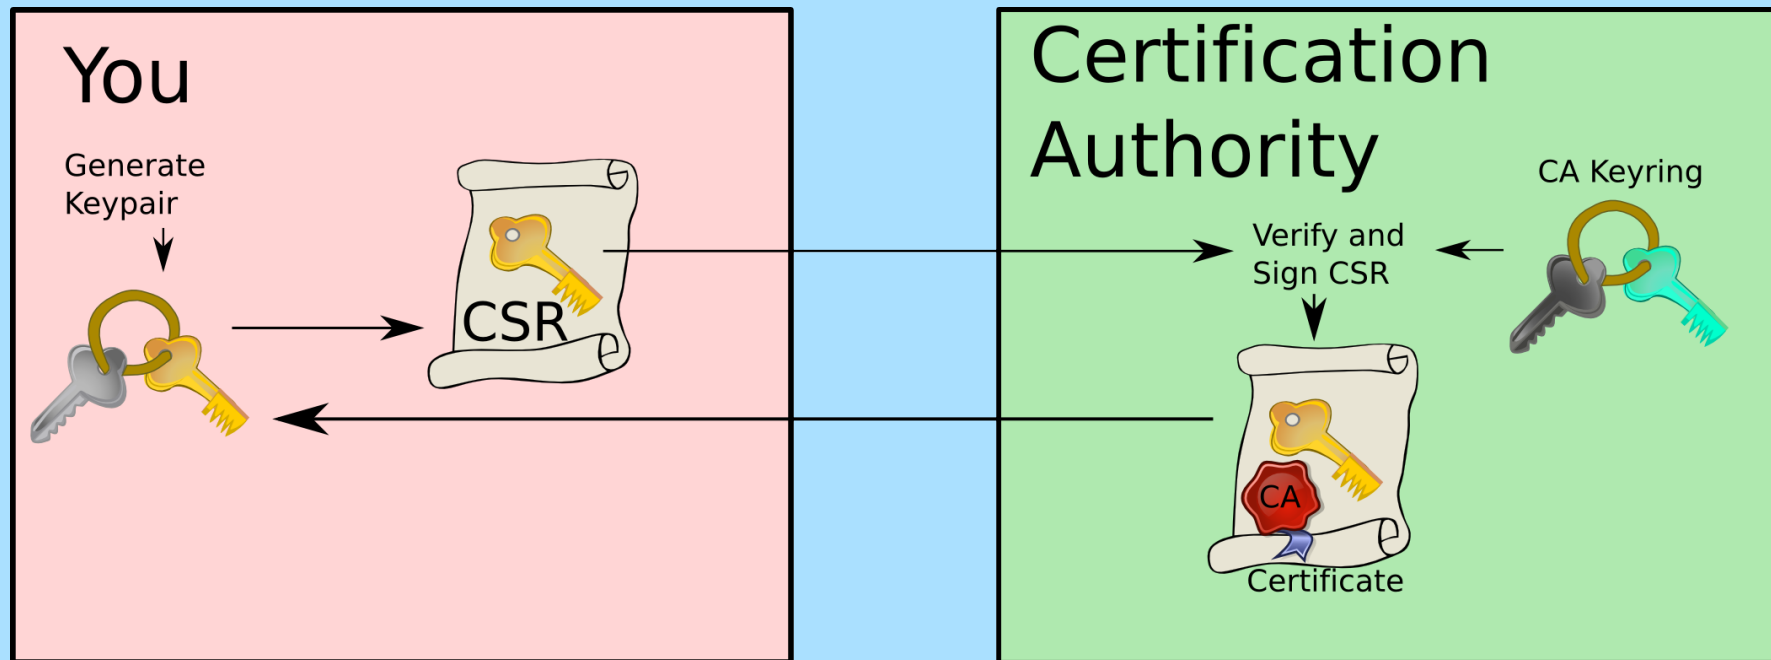 You
Generate
Keypair
CSR
Certification
Authority
CA Keyring
Verify and
Sign CSR
CA
Certificate